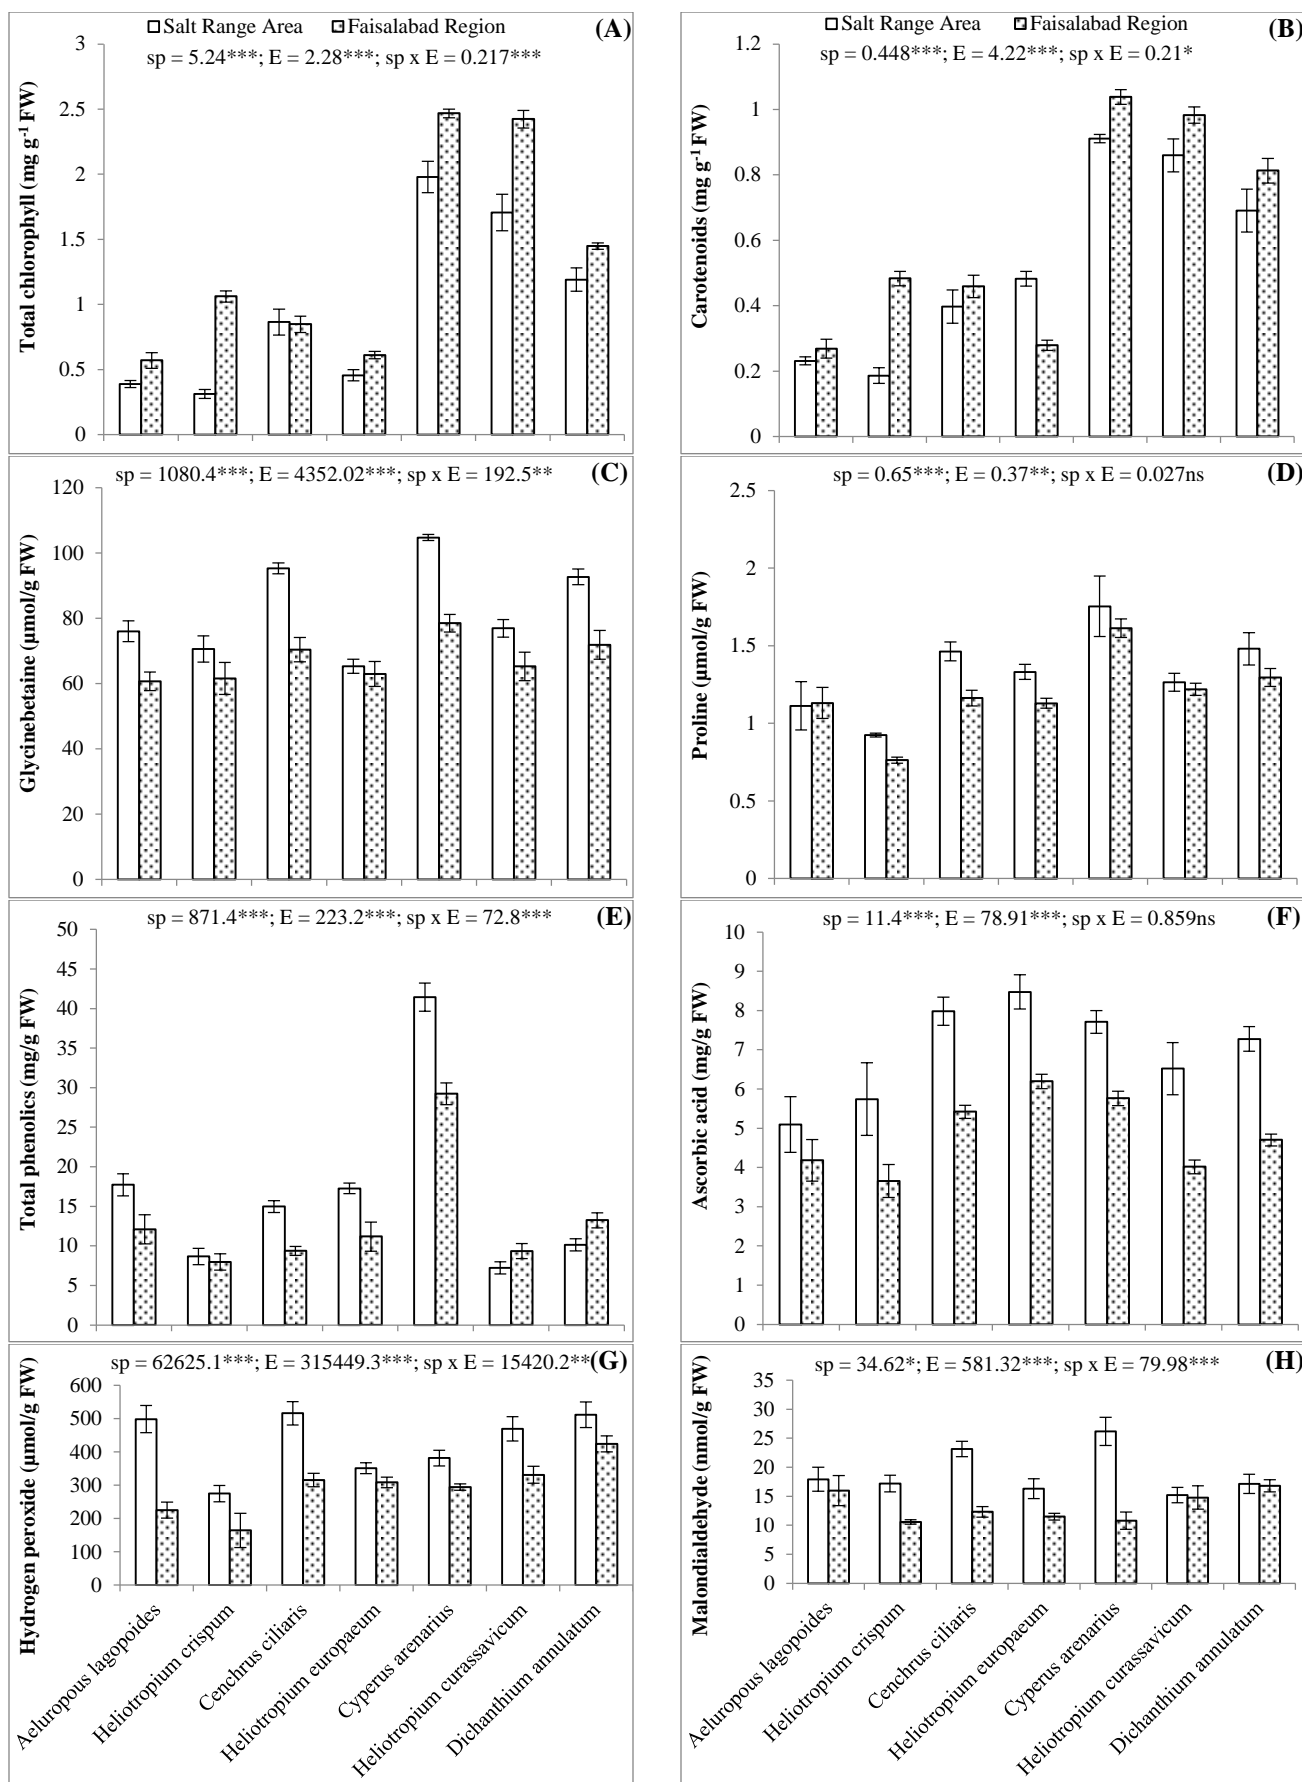 Salt Range Area Faisalabad Region (A)
sp = 5.24***; E = 2.28***; sp x E = 0.217***
Total chlorophyll (mg g-1 FW)
3
2.5
2
1.5
1
0.5
0
Salt Range Area Faisalabad Region (B)
sp = 0.448***; E = 4.22***; sp x E = 0.21*
Carotenoids (mg g-1 FW)
1.2
1
0.8
0.6
0.4
0.2
0
sp = 1080.4***; E = 4352.02***; sp x E = 192.5** (C)
Glycinebetaine (µmol/g FW)
120
100
80
60
40
20
0
sp = 0.65***; E = 0.37**; sp x E = 0.027ns (D)
Proline (µmol/g FW)
2.5
2
1.5
1
0.5
0
sp = 871.4***; E = 223.2***; sp x E = 72.8*** (E)
Total phenolics (mg/g FW)
50
45
40
35
30
25
20
15
10
5
0
sp = 11.4***; E = 78.91***; sp x E = 0.859ns (F)
Ascorbic acid (mg/g FW)
10
9
8
7
6
5
4
3
2
1
0
sp = 62625.1***; E = 315449.3***; sp x E = 15420.2** (G)
Hydrogen peroxide (µmol/g FW)
600
500
400
300
200
100
0
Aeluropous lagopoides
Heliotropium crispum
Cenchrus ciliaris
Heliotropium europaeum
Cyperus arenarius
Heliotropium curassavicum
Dichanthium annulatum
sp = 34.62*; E = 581.32***; sp x E = 79.98*** (H)
Malondialdehyde (nmol/g FW)
35
30
25
20
15
10
5
0
Aeluropous lagopoides
Heliotropium crispum
Cenchrus ciliaris
Heliotropium europaeum
Cyperus arenarius
Heliotropium curassavicum
Dichanthium annulatum